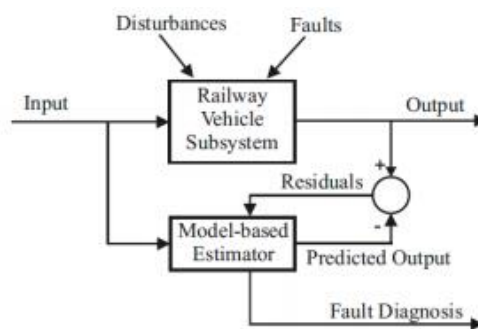 Disturbances Faults
Input
Railway
Vehicle
Subsystem
Output
+
Residuals
-
Model-based
Estimator
Predicted Output
Fault Diagnosis